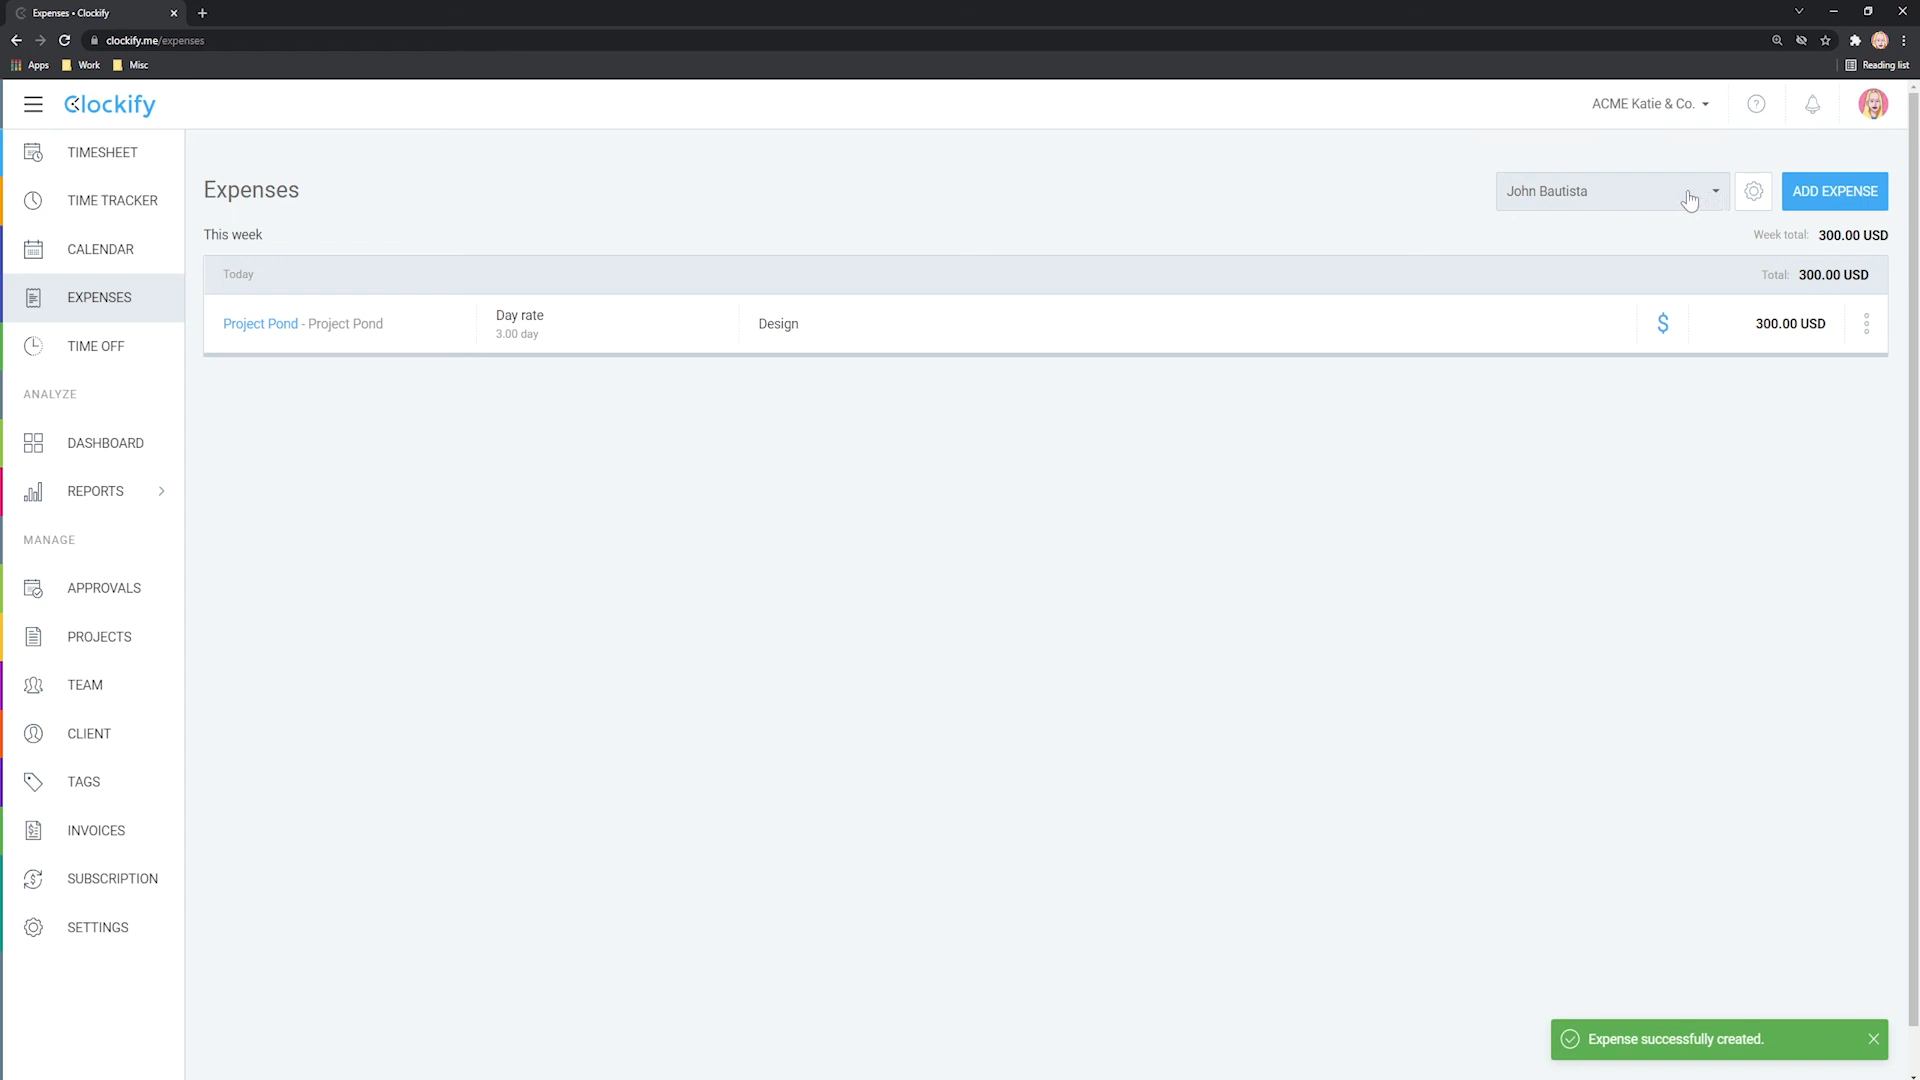 Expenses • Clockify
clockify.me/expenses
Apps
Work
Misc
Reading list
Clockify
ACME Katie & Co.
TIMESHEET
TIME TRACKER
CALENDAR
EXPENSES
TIME OFF
ANALYZE
DASHBOARD
REPORTS
MANAGE
APPROVALS
PROJECTS
TEAM
CLIENT
TAGS
INVOICES
SUBSCRIPTION
SETTINGS
Expenses
John Bautista
ADD EXPENSE
This week
Week total: 300.00 USD
Today
Total: 300.00 USD
Project Pond - Project Pond
Day rate
3.00 day
Design
$
300.00 USD
Expense successfully created.